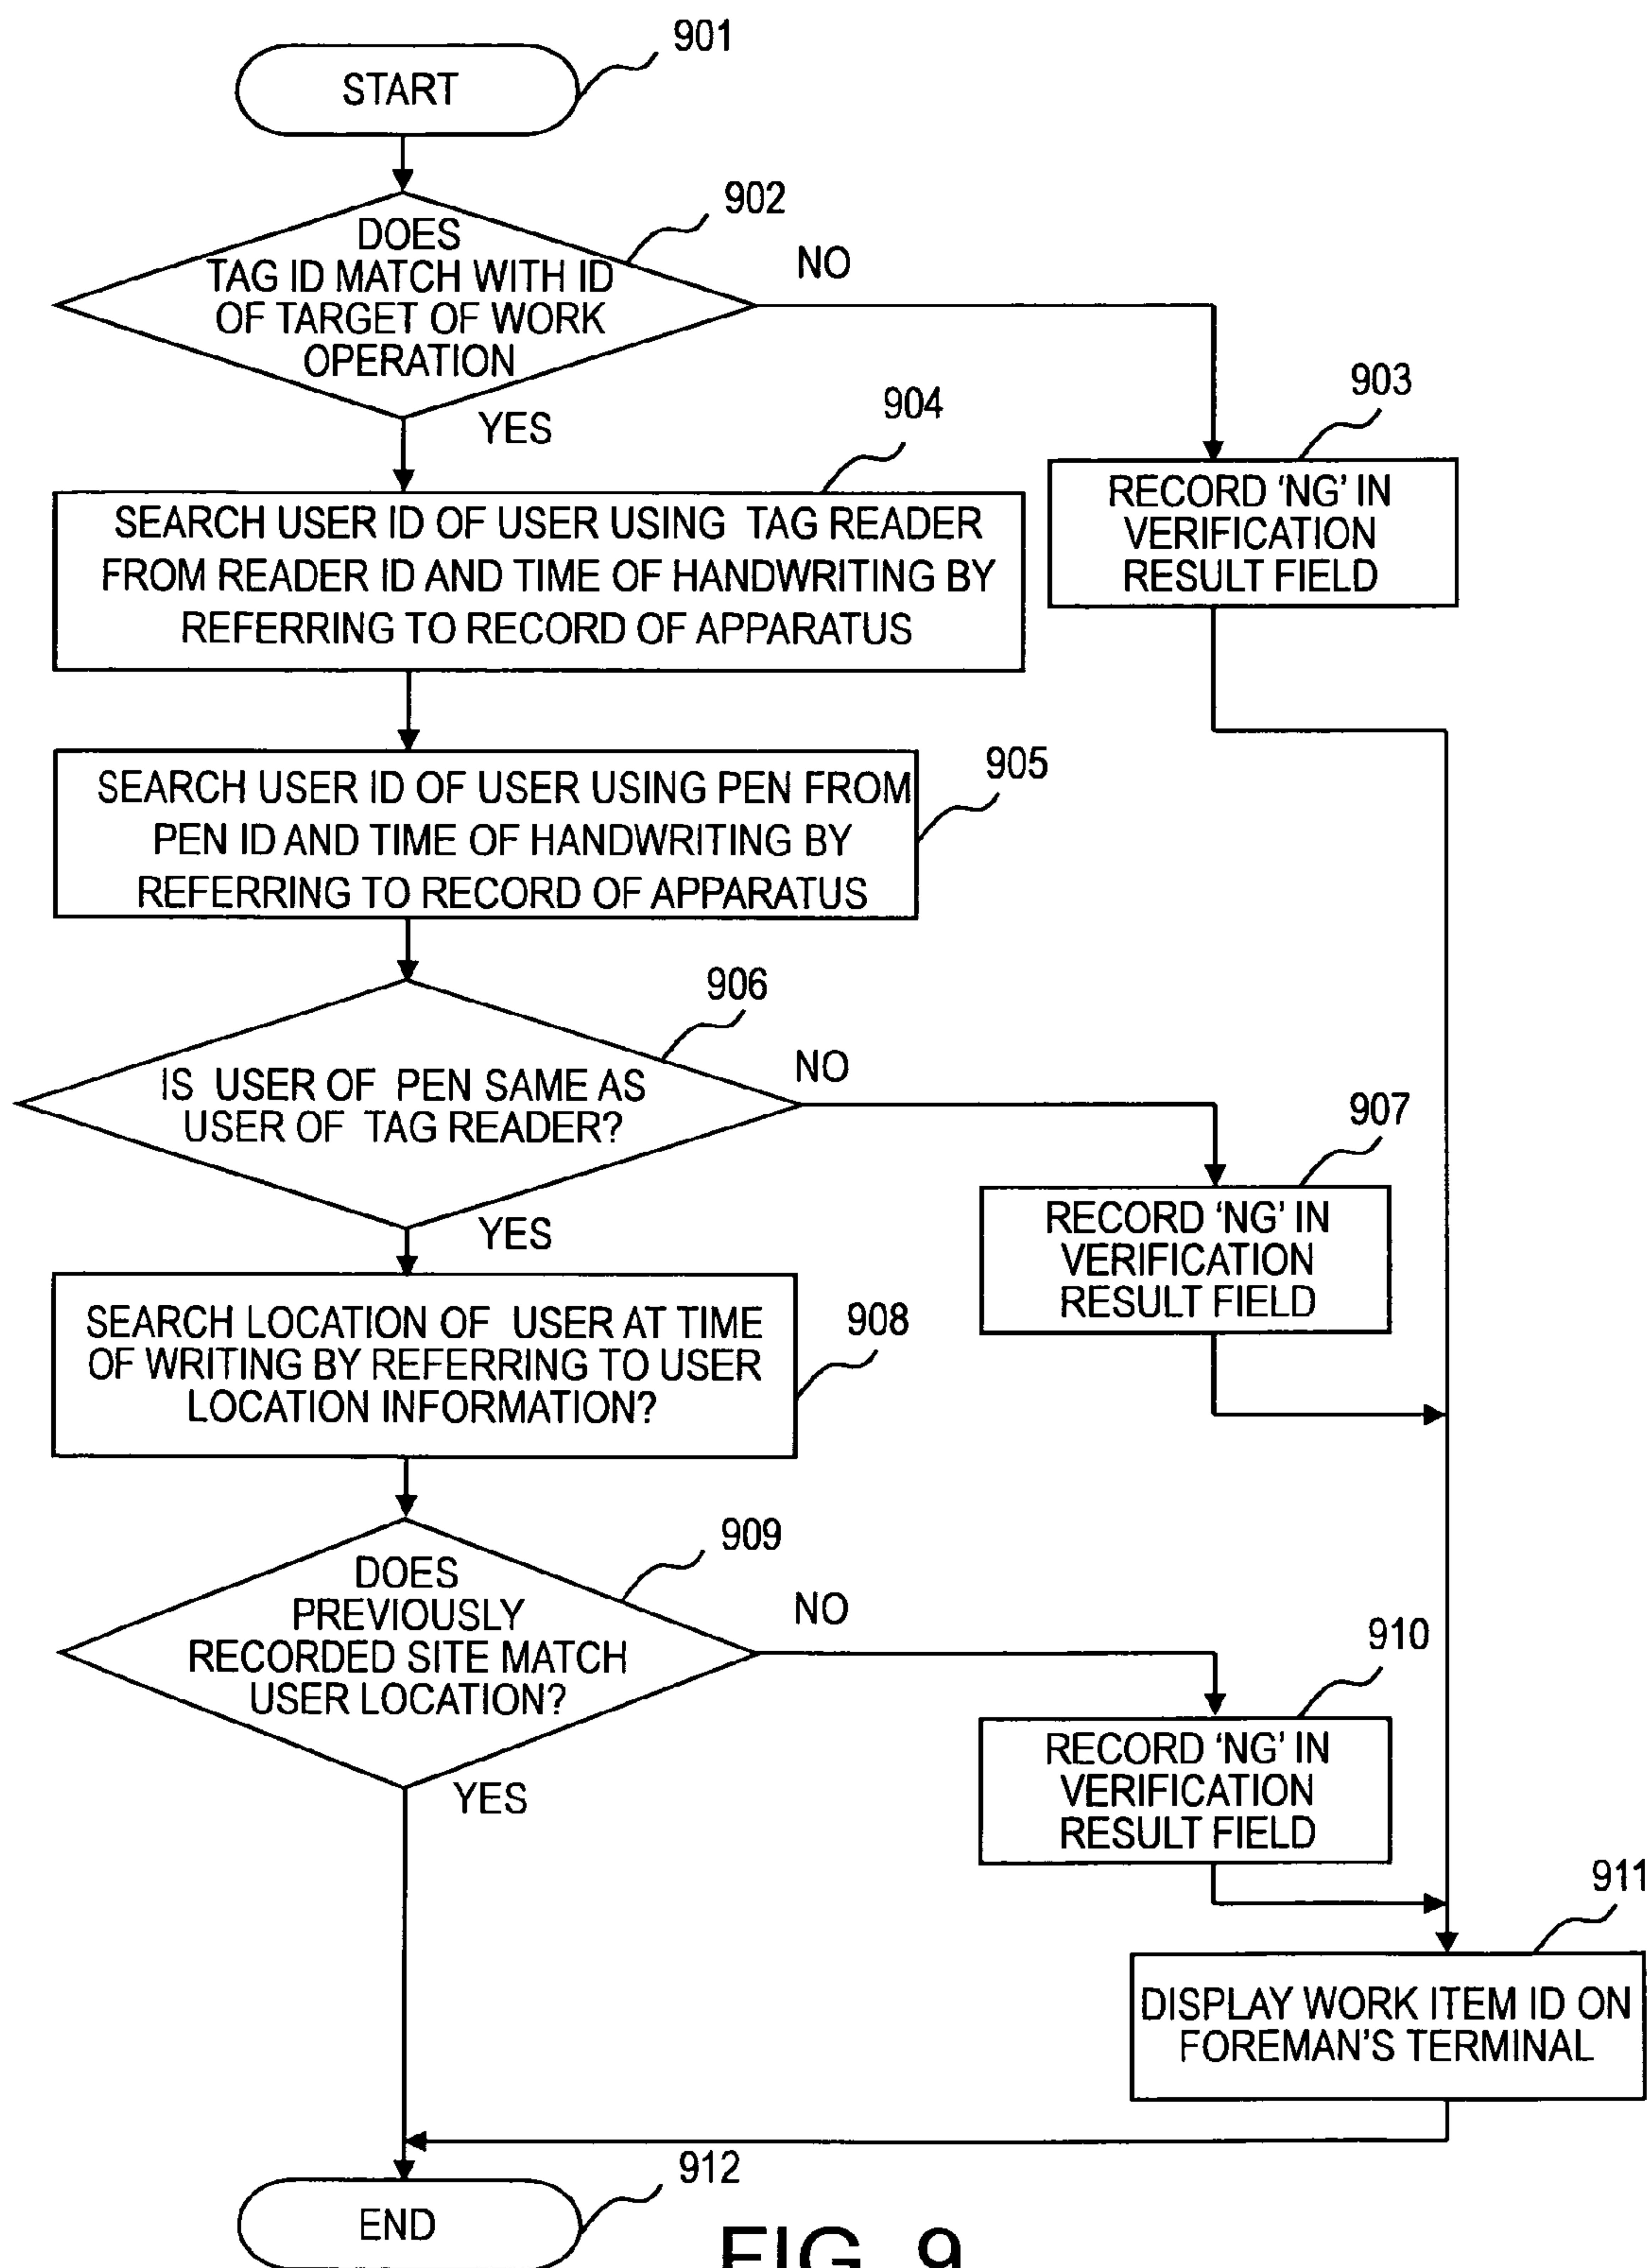 901
START
902
DOES
TAG ID MATCH WITH ID
OF TARGET OF WORK
OPERATION
NO
YES
903
RECORD ‘NG’ IN
VERIFICATION
RESULT FIELD
904
SEARCH USER ID OF USER USING TAG READER
FROM READER ID AND TIME OF HANDWRITING BY
REFERRING TO RECORD OF APPARATUS
905
SEARCH USER ID OF USER USING PEN FROM
PEN ID AND TIME OF HANDWRITING BY
REFERRING TO RECORD OF APPARATUS
906
IS USER OF PEN SAME AS
USER OF TAG READER?
NO
YES
907
RECORD ‘NG’ IN
VERIFICATION
RESULT FIELD
908
SEARCH LOCATION OF USER AT TIME
OF WRITING BY REFERRING TO USER
LOCATION INFORMATION?
909
DOES
PREVIOUSLY
RECORDED SITE MATCH
USER LOCATION?
NO
YES
910
RECORD ‘NG’ IN
VERIFICATION
RESULT FIELD
911
DISPLAY WORK ITEM ID ON
FOREMAN’S TERMINAL
912
END
FIG. 9